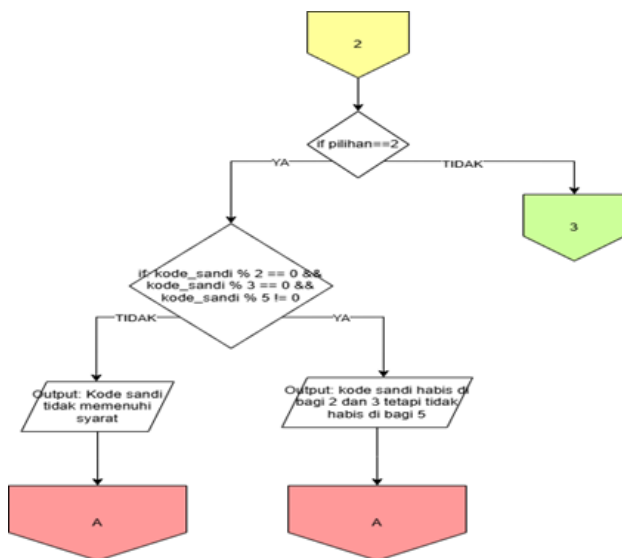 2
if pilihan==2
YA
TIDAK
3
if: kode_sandi % 2 == 0 &&
kode_sandi % 3 == 0 &&
kode_sandi % 5 != 0
TIDAK
YA
Output: Kode sandi
tidak memenuhi
syarat
Output: kode sandi habis di
bagi 2 dan 3 tetapi tidak
habis di bagi 5
A
A